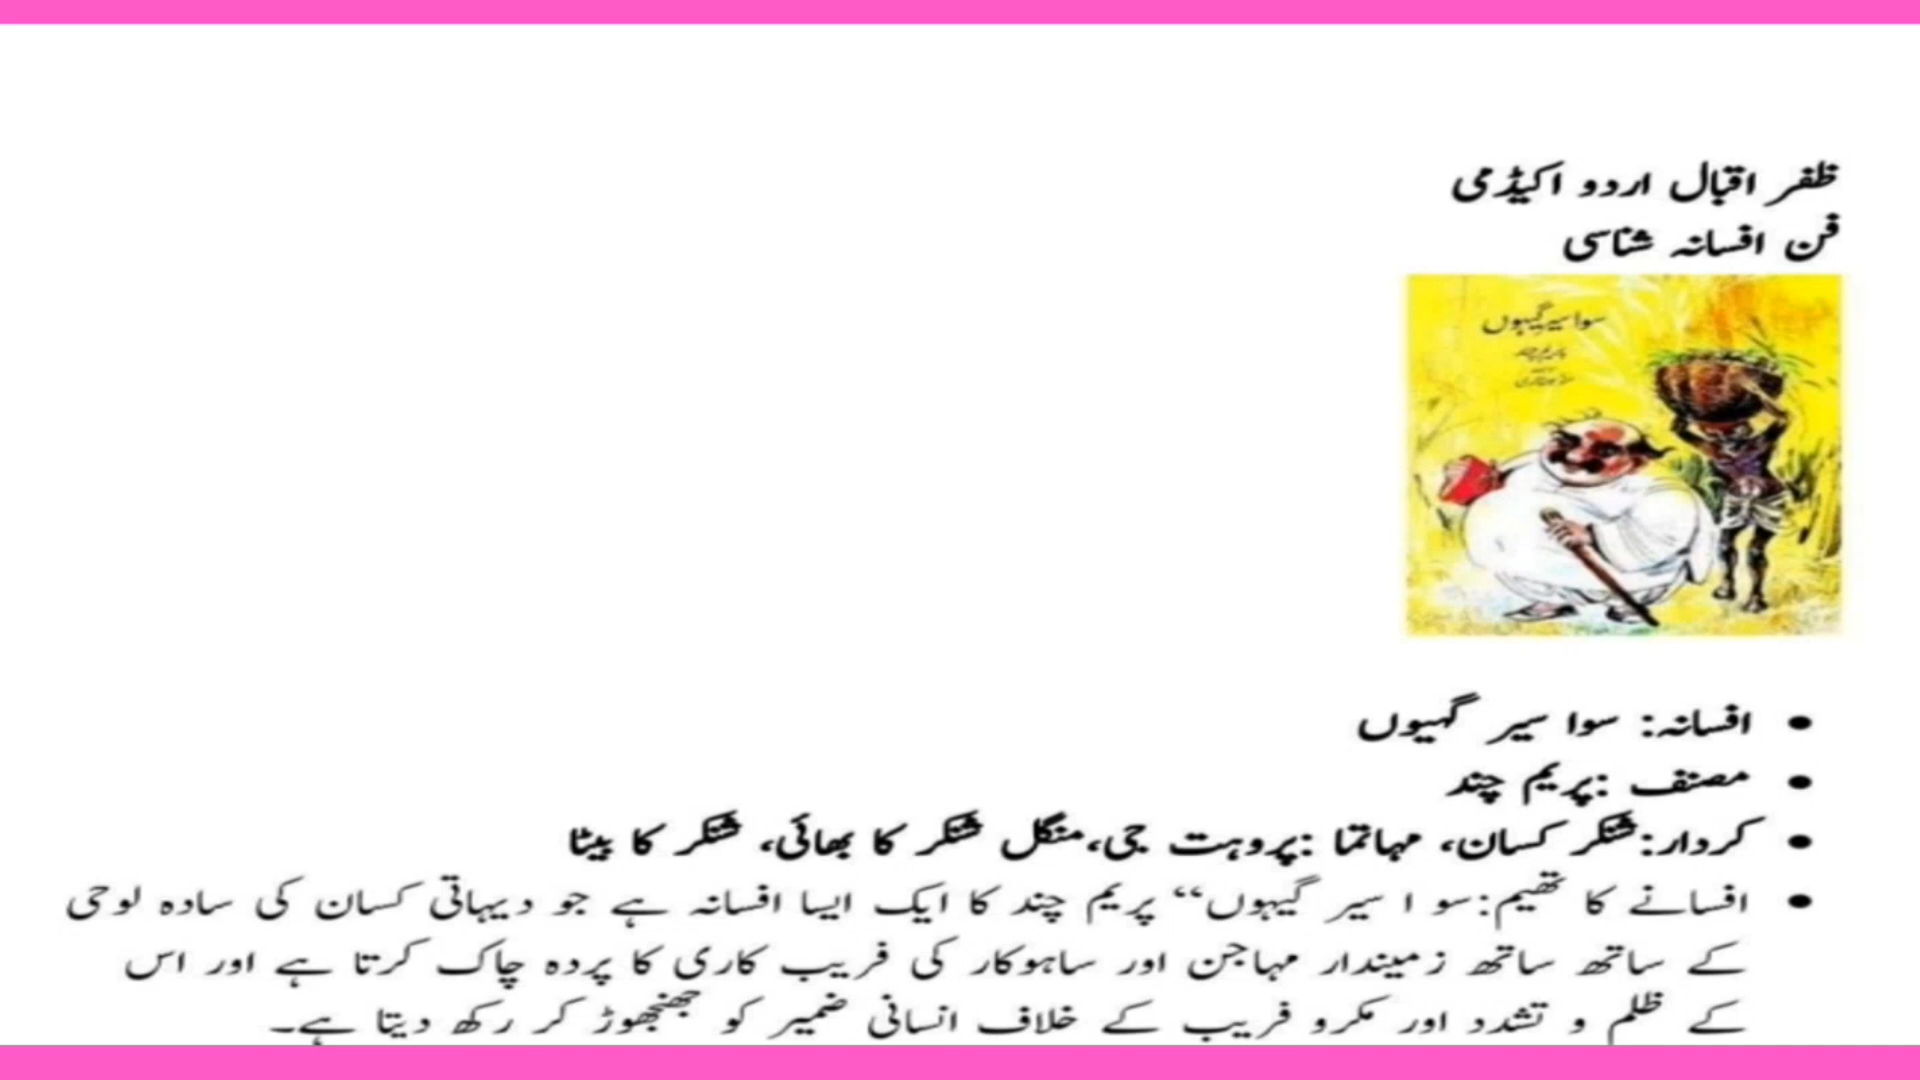 ظفر اقبال اردو اکیڈمی
فن افسانہ شناسی
سوا سیر گیہوں
• افسانہ: سوا سیر گہیوں
• مصنف :پریم چند
• کردار:شنکر کسان، مہاتما :پروہت جی،منگل شنکر کا بھائی، شنکر کا بیٹا
• افسانے کا تھیم:سو ا سیر گیہوں“ پریم چند کا ایک ایسا افسانہ ہے جو دیہاتی کسان کی سادہ لوحی
کے ساتھ ساتھ زمیندار مہاجن اور ساہوکار کی فریب کاری کا پردہ چاک کرتا ہے اور اس
کے ظلم و تشدد اور مکرو فریب کے خلاف انسانی ضمیر کو جھنجھوڑ کر رکھ دیتا ہے۔